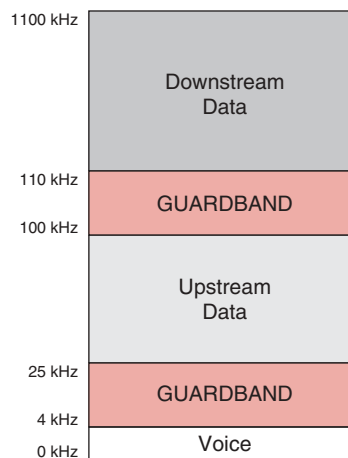 1100 kHz
Downstream
Data
110 kHz
GUARDBAND
100 kHz
Upstream
Data
25 kHz
GUARDBAND
4 kHz
Voice
0 kHz